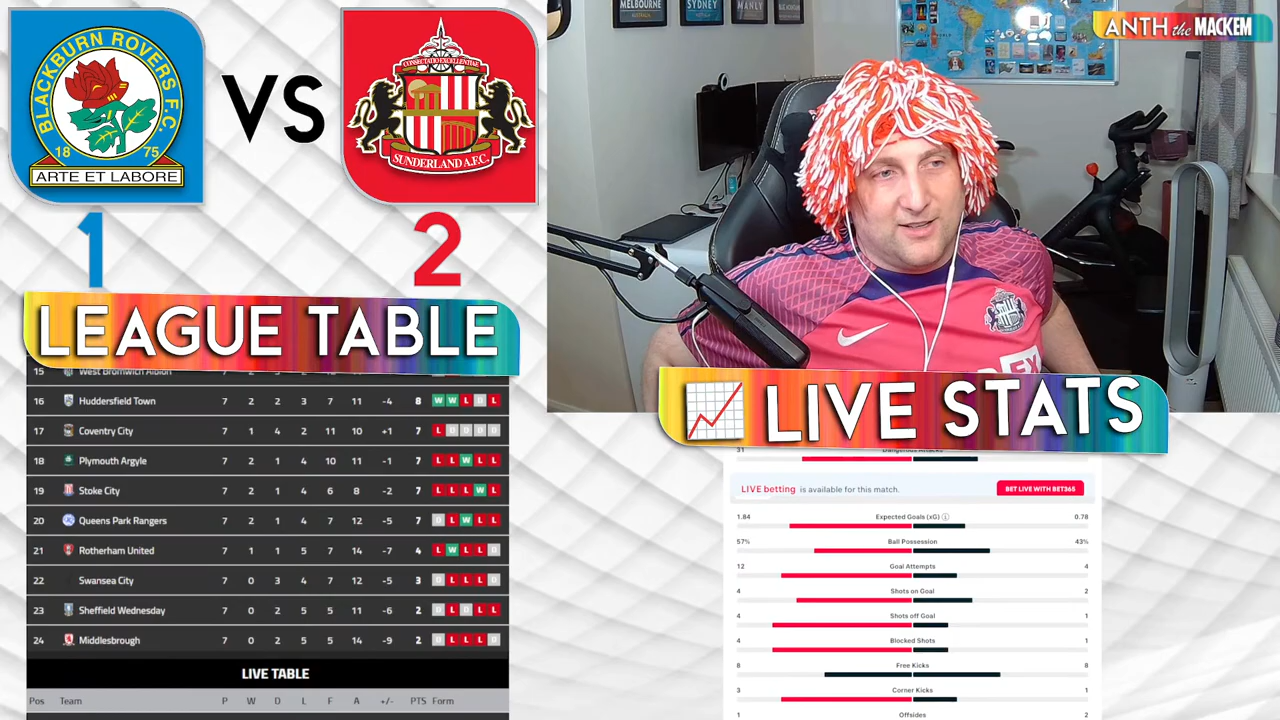 BLACKBURN ROVERS F.C.
18 75
ARTE ET LABORE
VS
CONSECTATIO EXCELLENTIAE
SUNDERLAND A.F.C.
1 2
MELBOURNE
AUSTRALIA
SYDNEY
MANLY
ANTH the MACKEM
LEAGUE TABLE
15 West Bromwich Albion 7
16 Huddersfield Town 7 2 2 3 7 11 -4 8 W W L D L
17 Coventry City 7 1 4 2 11 10 +1 7 L D D D D
18 Plymouth Argyle 7 2 1 4 10 11 -1 7 L L W L L
19 Stoke City 7 2 1 4 6 8 -2 7 L L L W L
20 Queens Park Rangers 7 2 1 4 7 12 -5 7 D L W L L
21 Rotherham United 7 1 1 5 7 14 -7 4 L W L L D
22 Swansea City 7 0 3 4 7 12 -5 3 D L L L D
23 Sheffield Wednesday 7 0 2 5 5 11 -6 2 D L D L L
24 Middlesbrough 7 0 2 5 5 14 -9 2 D L L L D
LIVE TABLE
Pos Team P W D L F A +/- PTS Form
LIVE STATS
31 Dangerous Attacks
LIVE betting is available for this match. BET LIVE WITH BET365
1.84 Expected Goals (xG) 0.78
57% Ball Possession 43%
12 Goal Attempts 4
4 Shots on Goal 2
4 Shots off Goal 1
4 Blocked Shots 1
8 Free Kicks 8
3 Corner Kicks 1
1 Offsides 2